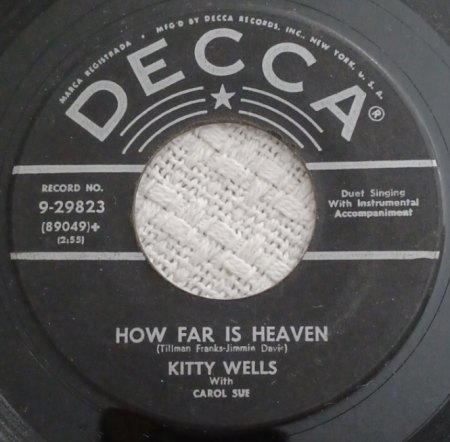 MARCA REGISTRADA • MFG'D BY DECCA RECORDS, INC., NEW YORK, U. S. A.
DECCA®
RECORD NO.
9-29823
(89049)+
(2:55)
Duet Singing
With Instrumental
Accompaniment
HOW FAR IS HEAVEN
(Tillman Franks-Jimmie Davis)
KITTY WELLS
With
CAROL SUE